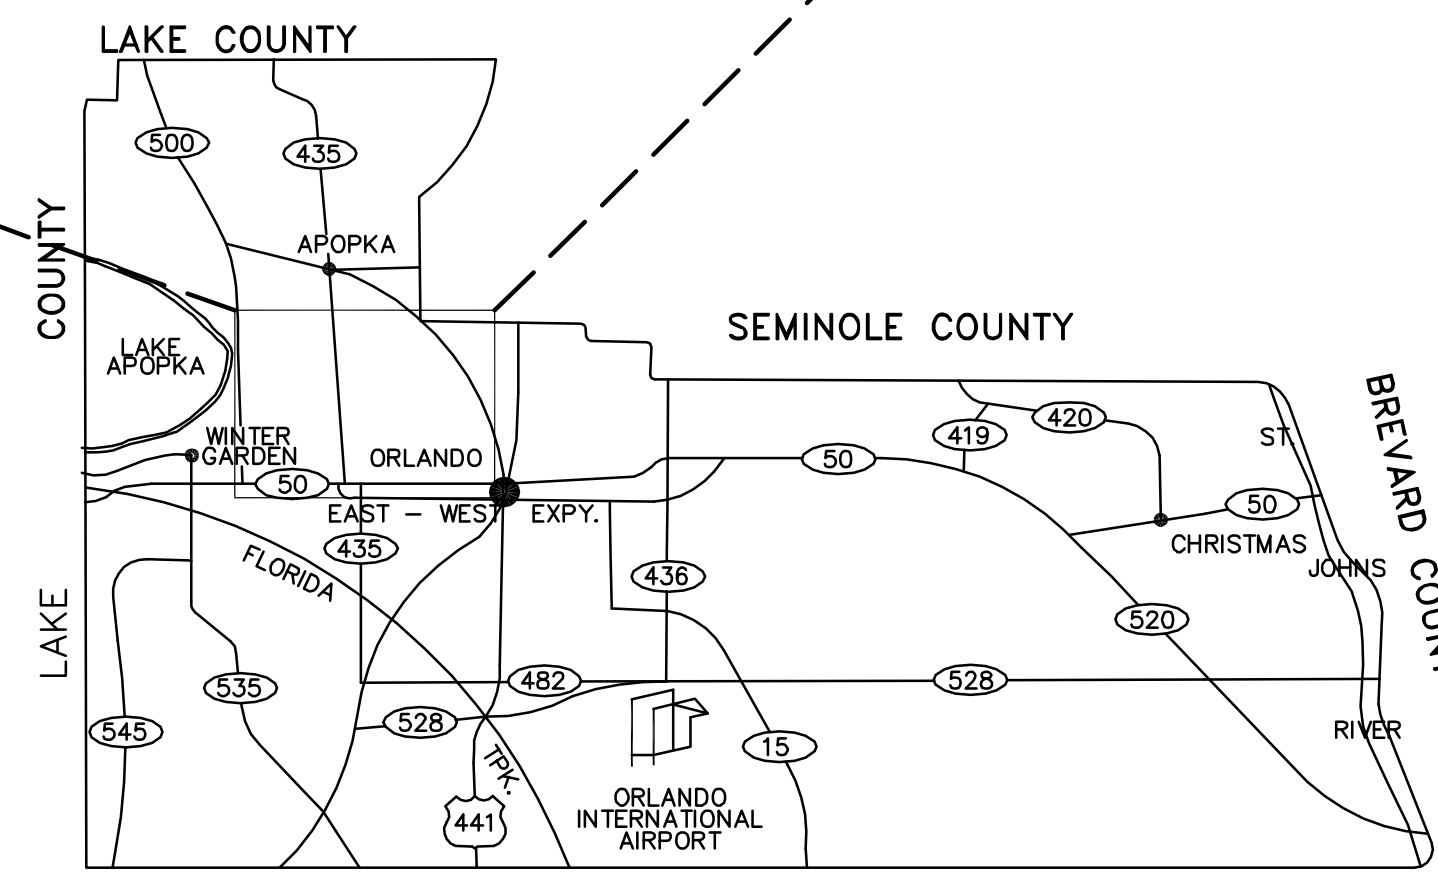 LAKE COUNTY
500
435
COUNTY
APOPKA
SEMINOLE COUNTY
LAKE
APOPKA
BREVARD
420
419
ST.
WINTER
GARDEN
ORLANDO
50
50
50
EAST - WEST EXPY.
435
CHRISTMAS
JOHNS
FLORIDA
436
LAKE
520
482
528
535
528
545
RIVER
15
TPK.
ORLANDO
INTERNATIONAL
AIRPORT
441